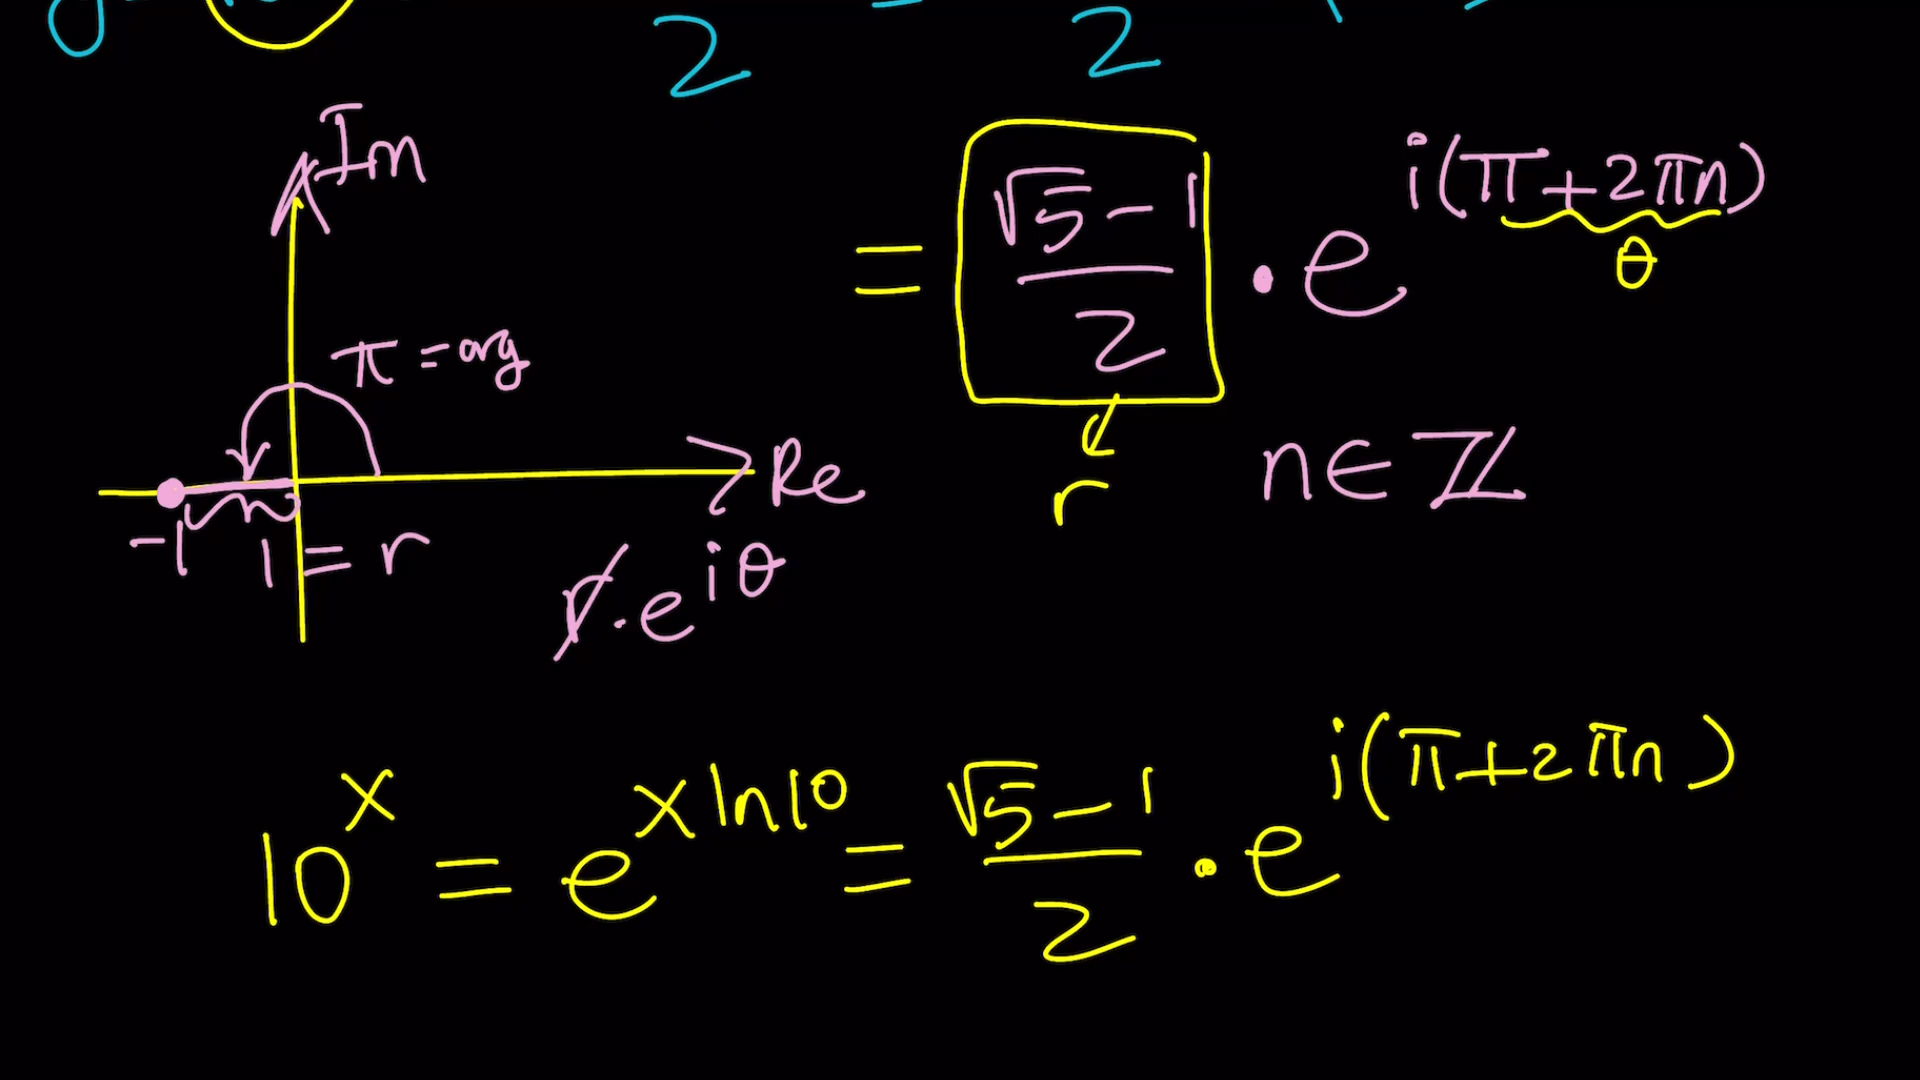 2 = 2
Im
= (√5 − 1)/2 · e^{i(π + 2πn)}
θ
π = arg
r
n ∈ ℤ
Re
-1
1 = r
r · e^{iθ}
10^x = e^{x ln 10} = (√5 − 1)/2 · e^{i(π + 2πn)}